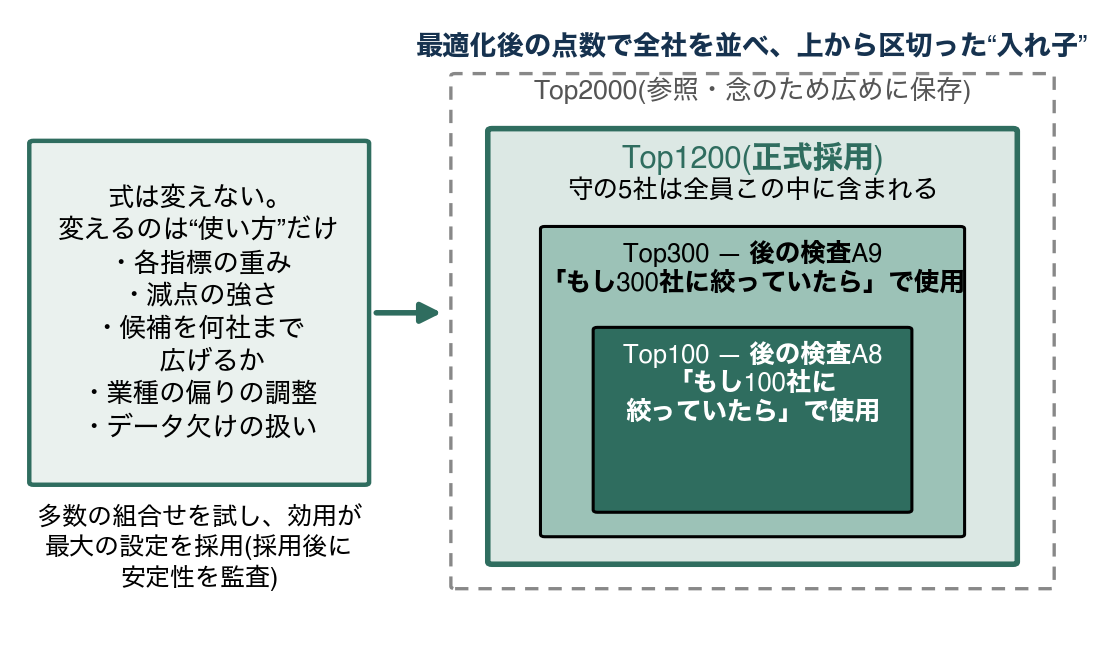 最適化後の点数で全社を並べ、上から区切った“入れ子”
Top2000(参照・念のため広めに保存)
Top1200(正式採用)
守の5社は全員この中に含まれる
Top300 — 後の検査A9
「もし300社に絞っていたら」で使用
Top100 — 後の検査A8
「もし100社に
絞っていたら」で使用
式は変えない。
変えるのは“使い方”だけ
・各指標の重み
・減点の強さ
・候補を何社まで
広げるか
・業種の偏りの調整
・データ欠けの扱い
多数の組合せを試し、効用が
最大の設定を採用(採用後に
安定性を監査)